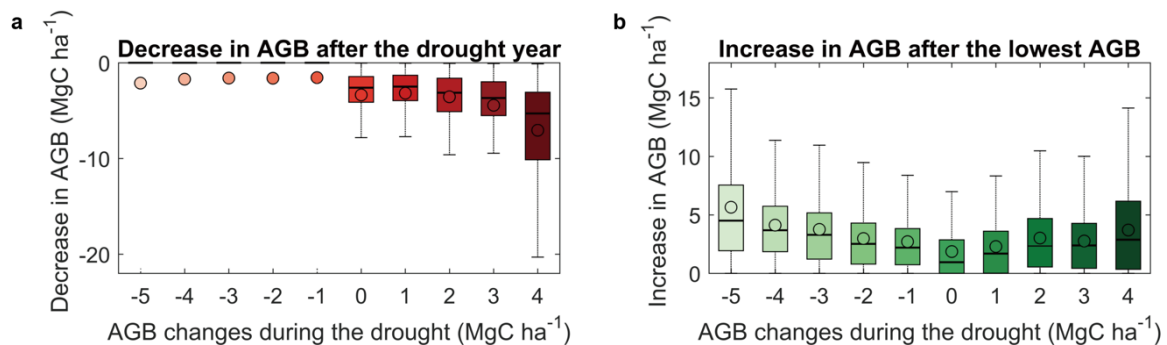 a
Decrease in AGB after the drought year
Decrease in AGB (MgC ha⁻¹)
0
-10
-20
-5 -4 -3 -2 -1 0 1 2 3 4
AGB changes during the drought (MgC ha⁻¹)
b
Increase in AGB after the lowest AGB
Increase in AGB (MgC ha⁻¹)
15
10
5
0
-5 -4 -3 -2 -1 0 1 2 3 4
AGB changes during the drought (MgC ha⁻¹)